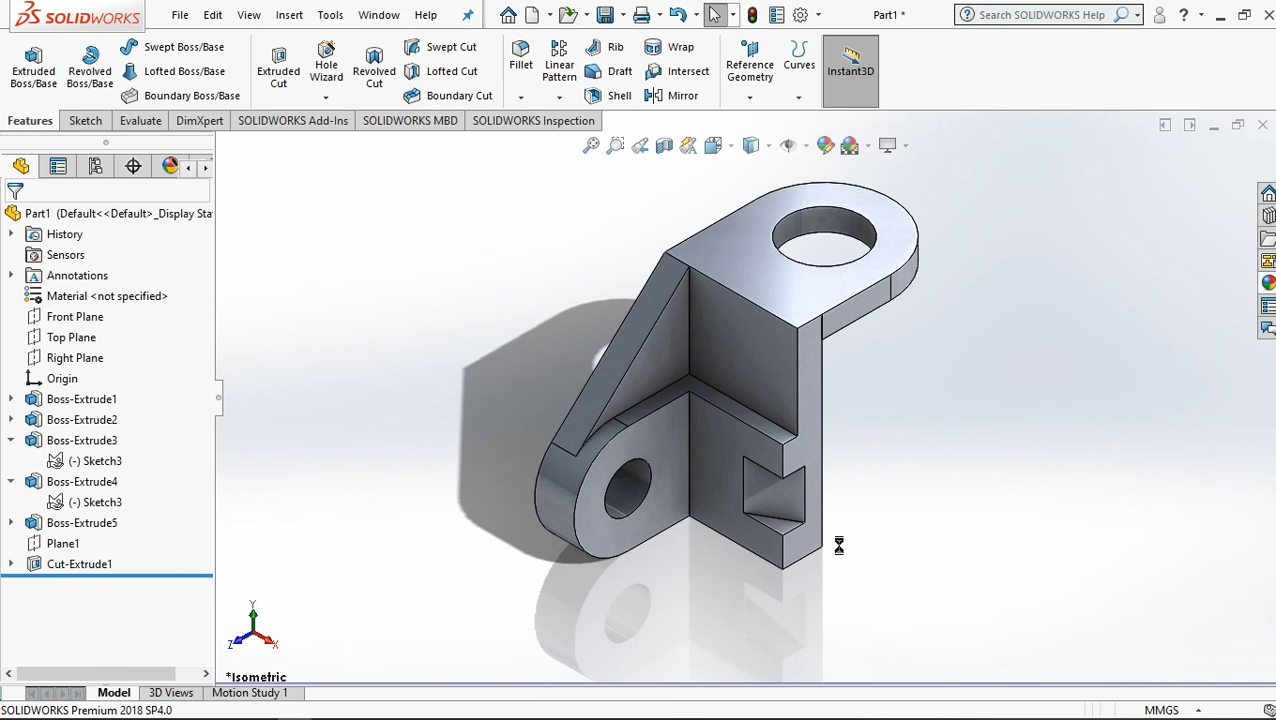 SOLIDWORKS File Edit View Insert Tools Window Help Part1 * Search SOLIDWORKS Help ?
Extruded Boss/Base Revolved Boss/Base Swept Boss/Base Lofted Boss/Base Boundary Boss/Base
Extruded Cut Hole Wizard Revolved Cut Swept Cut Lofted Cut Boundary Cut
Fillet Linear Pattern Rib Draft Shell Wrap Intersect Mirror
Reference Geometry Curves Instant3D
Features Sketch Evaluate DimXpert SOLIDWORKS Add-Ins SOLIDWORKS MBD SOLIDWORKS Inspection
Part1 (Default<<Default>_Display Sta
History
Sensors
Annotations
Material <not specified>
Front Plane
Top Plane
Right Plane
Origin
Boss-Extrude1
Boss-Extrude2
Boss-Extrude3
(-) Sketch3
Boss-Extrude4
(-) Sketch3
Boss-Extrude5
Plane1
Cut-Extrude1
Y
Z X
*Isometric
Model 3D Views Motion Study 1
SOLIDWORKS Premium 2018 SP4.0 MMGS